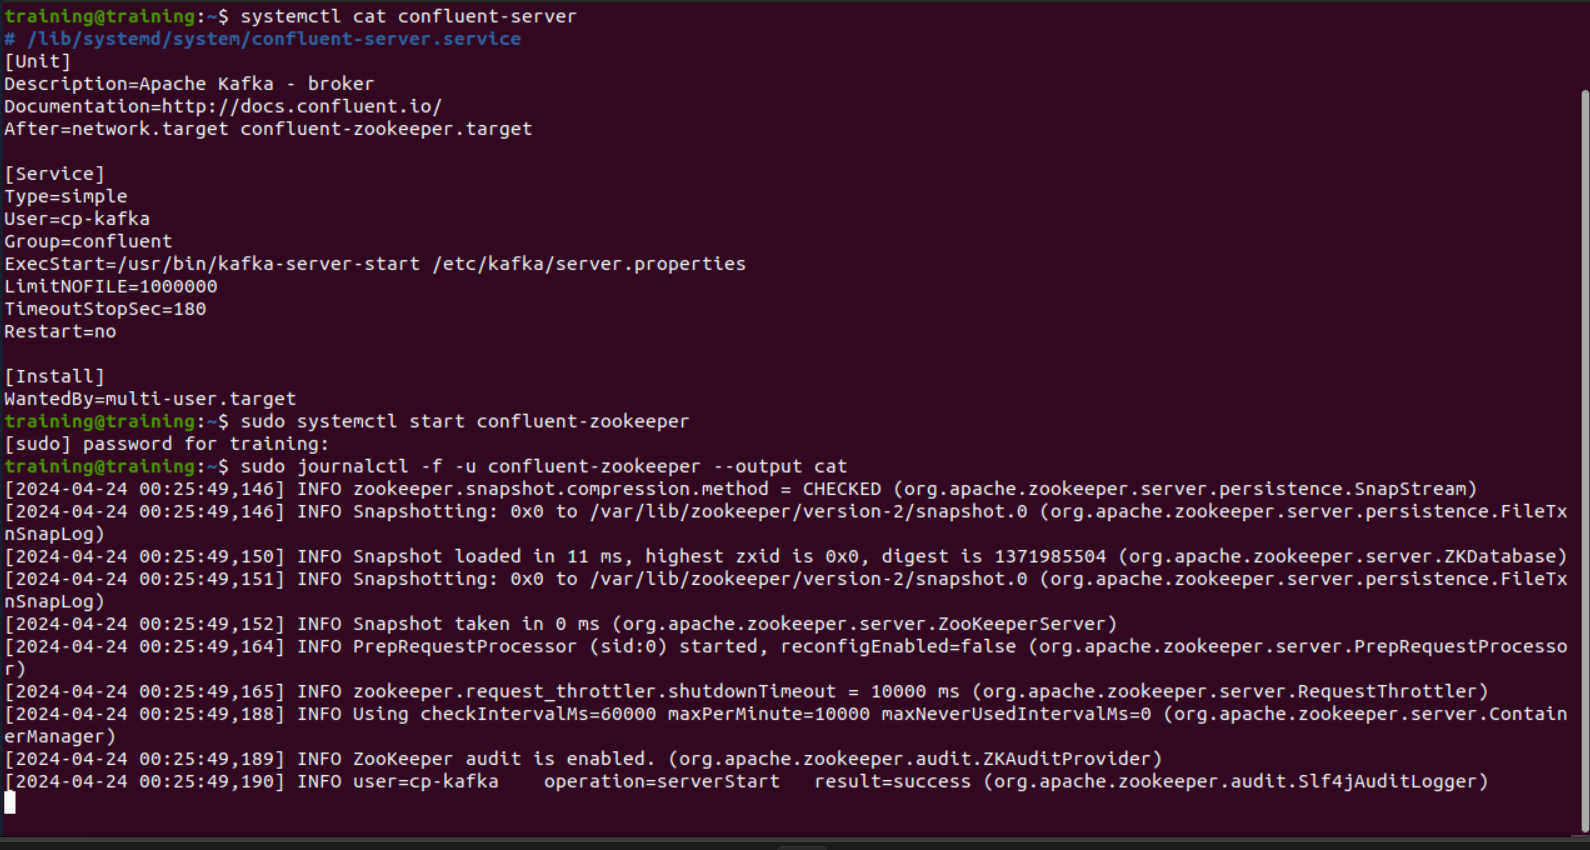 training@training:~$ systemctl cat confluent-server
# /lib/systemd/system/confluent-server.service
[Unit]
Description=Apache Kafka - broker
Documentation=http://docs.confluent.io/
After=network.target confluent-zookeeper.target

[Service]
Type=simple
User=cp-kafka
Group=confluent
ExecStart=/usr/bin/kafka-server-start /etc/kafka/server.properties
LimitNOFILE=1000000
TimeoutStopSec=180
Restart=no

[Install]
WantedBy=multi-user.target
training@training:~$ sudo systemctl start confluent-zookeeper
[sudo] password for training:
training@training:~$ sudo journalctl -f -u confluent-zookeeper --output cat
[2024-04-24 00:25:49,146] INFO zookeeper.snapshot.compression.method = CHECKED (org.apache.zookeeper.server.persistence.SnapStream)
[2024-04-24 00:25:49,146] INFO Snapshotting: 0x0 to /var/lib/zookeeper/version-2/snapshot.0 (org.apache.zookeeper.server.persistence.FileTx
nSnapLog)
[2024-04-24 00:25:49,150] INFO Snapshot loaded in 11 ms, highest zxid is 0x0, digest is 1371985504 (org.apache.zookeeper.server.ZKDatabase)
[2024-04-24 00:25:49,151] INFO Snapshotting: 0x0 to /var/lib/zookeeper/version-2/snapshot.0 (org.apache.zookeeper.server.persistence.FileTx
nSnapLog)
[2024-04-24 00:25:49,152] INFO Snapshot taken in 0 ms (org.apache.zookeeper.server.ZooKeeperServer)
[2024-04-24 00:25:49,164] INFO PrepRequestProcessor (sid:0) started, reconfigEnabled=false (org.apache.zookeeper.server.PrepRequestProcesso
r)
[2024-04-24 00:25:49,165] INFO zookeeper.request_throttler.shutdownTimeout = 10000 ms (org.apache.zookeeper.server.RequestThrottler)
[2024-04-24 00:25:49,188] INFO Using checkIntervalMs=60000 maxPerMinute=10000 maxNeverUsedIntervalMs=0 (org.apache.zookeeper.server.Contain
erManager)
[2024-04-24 00:25:49,189] INFO ZooKeeper audit is enabled. (org.apache.zookeeper.audit.ZKAuditProvider)
[2024-04-24 00:25:49,190] INFO user=cp-kafka    operation=serverStart   result=success (org.apache.zookeeper.audit.Slf4jAuditLogger)